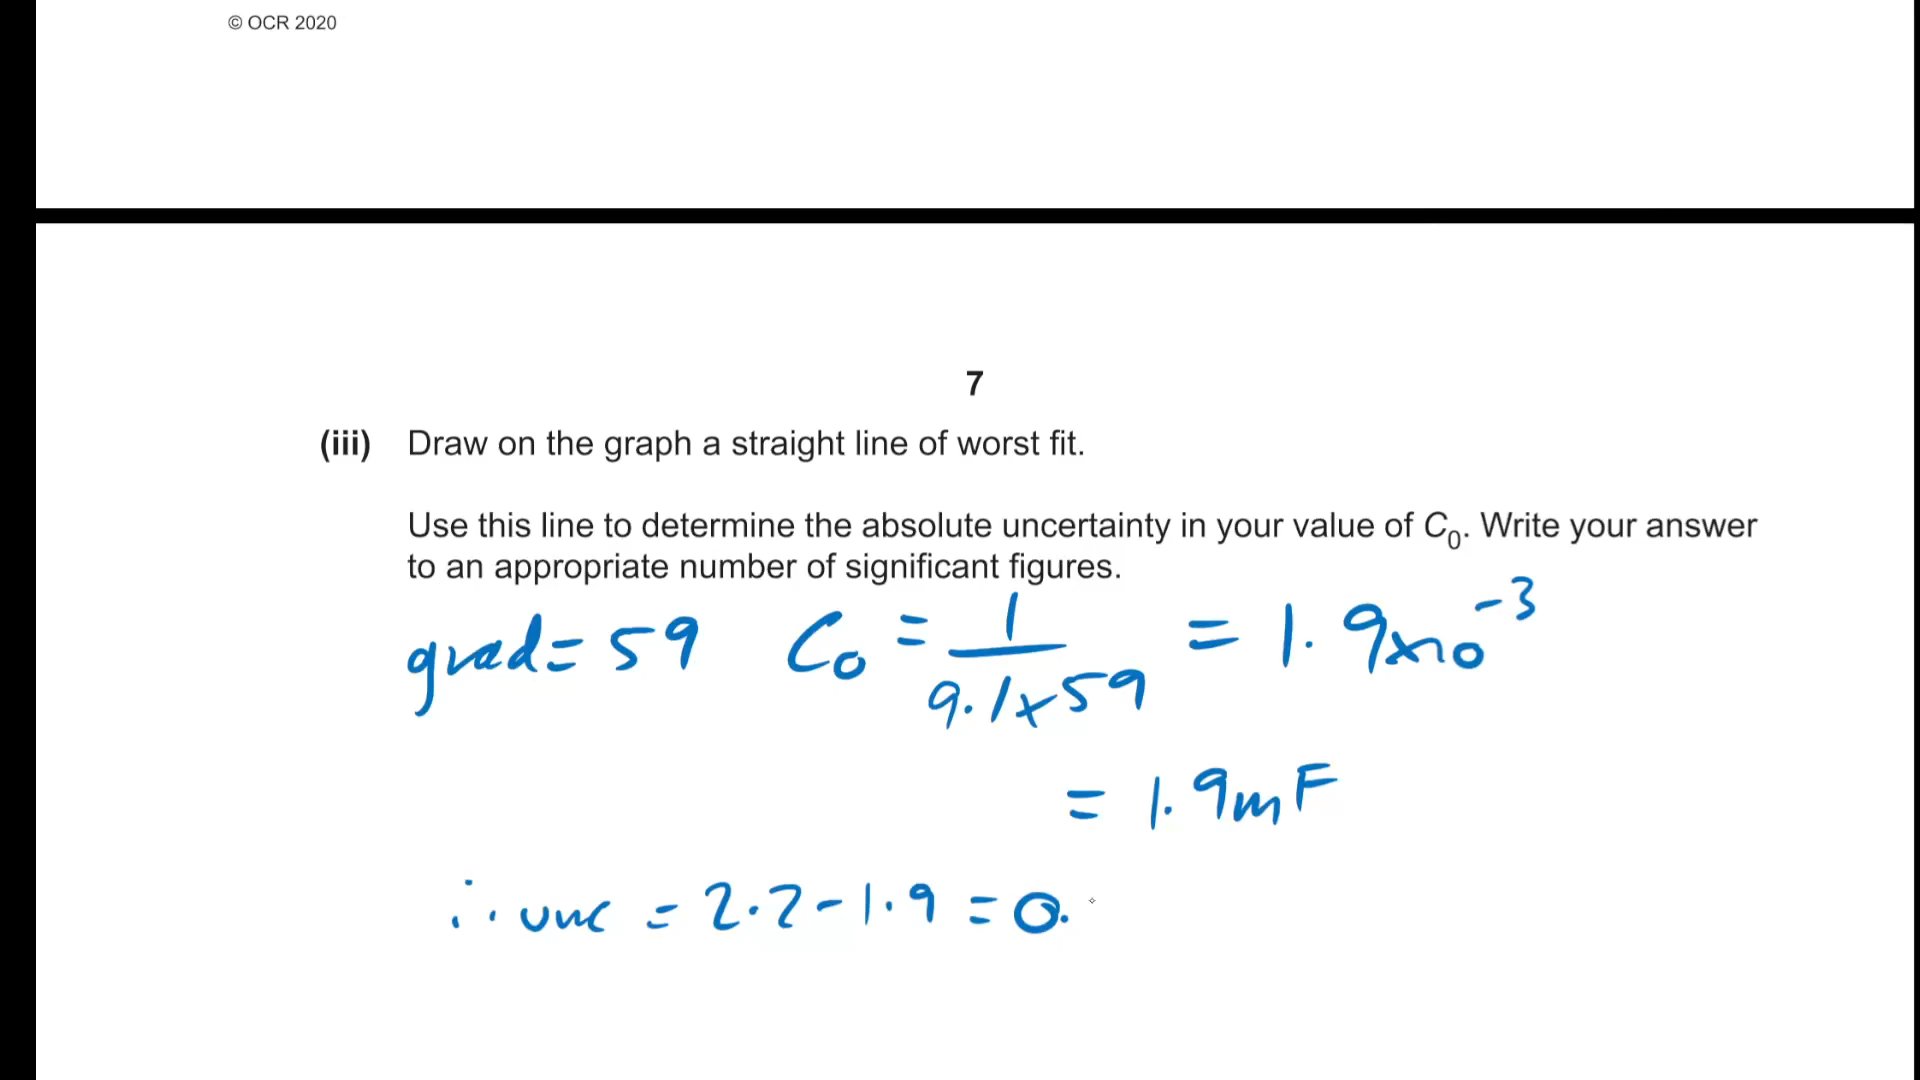 © OCR 2020
7
(iii) Draw on the graph a straight line of worst fit.
Use this line to determine the absolute uncertainty in your value of C₀. Write your answer
to an appropriate number of significant figures.
grad = 59 C₀ = 1/(9.1×59) = 1.9×10⁻³
= 1.9mF
∴ unc = 2.2 - 1.9 = 0.